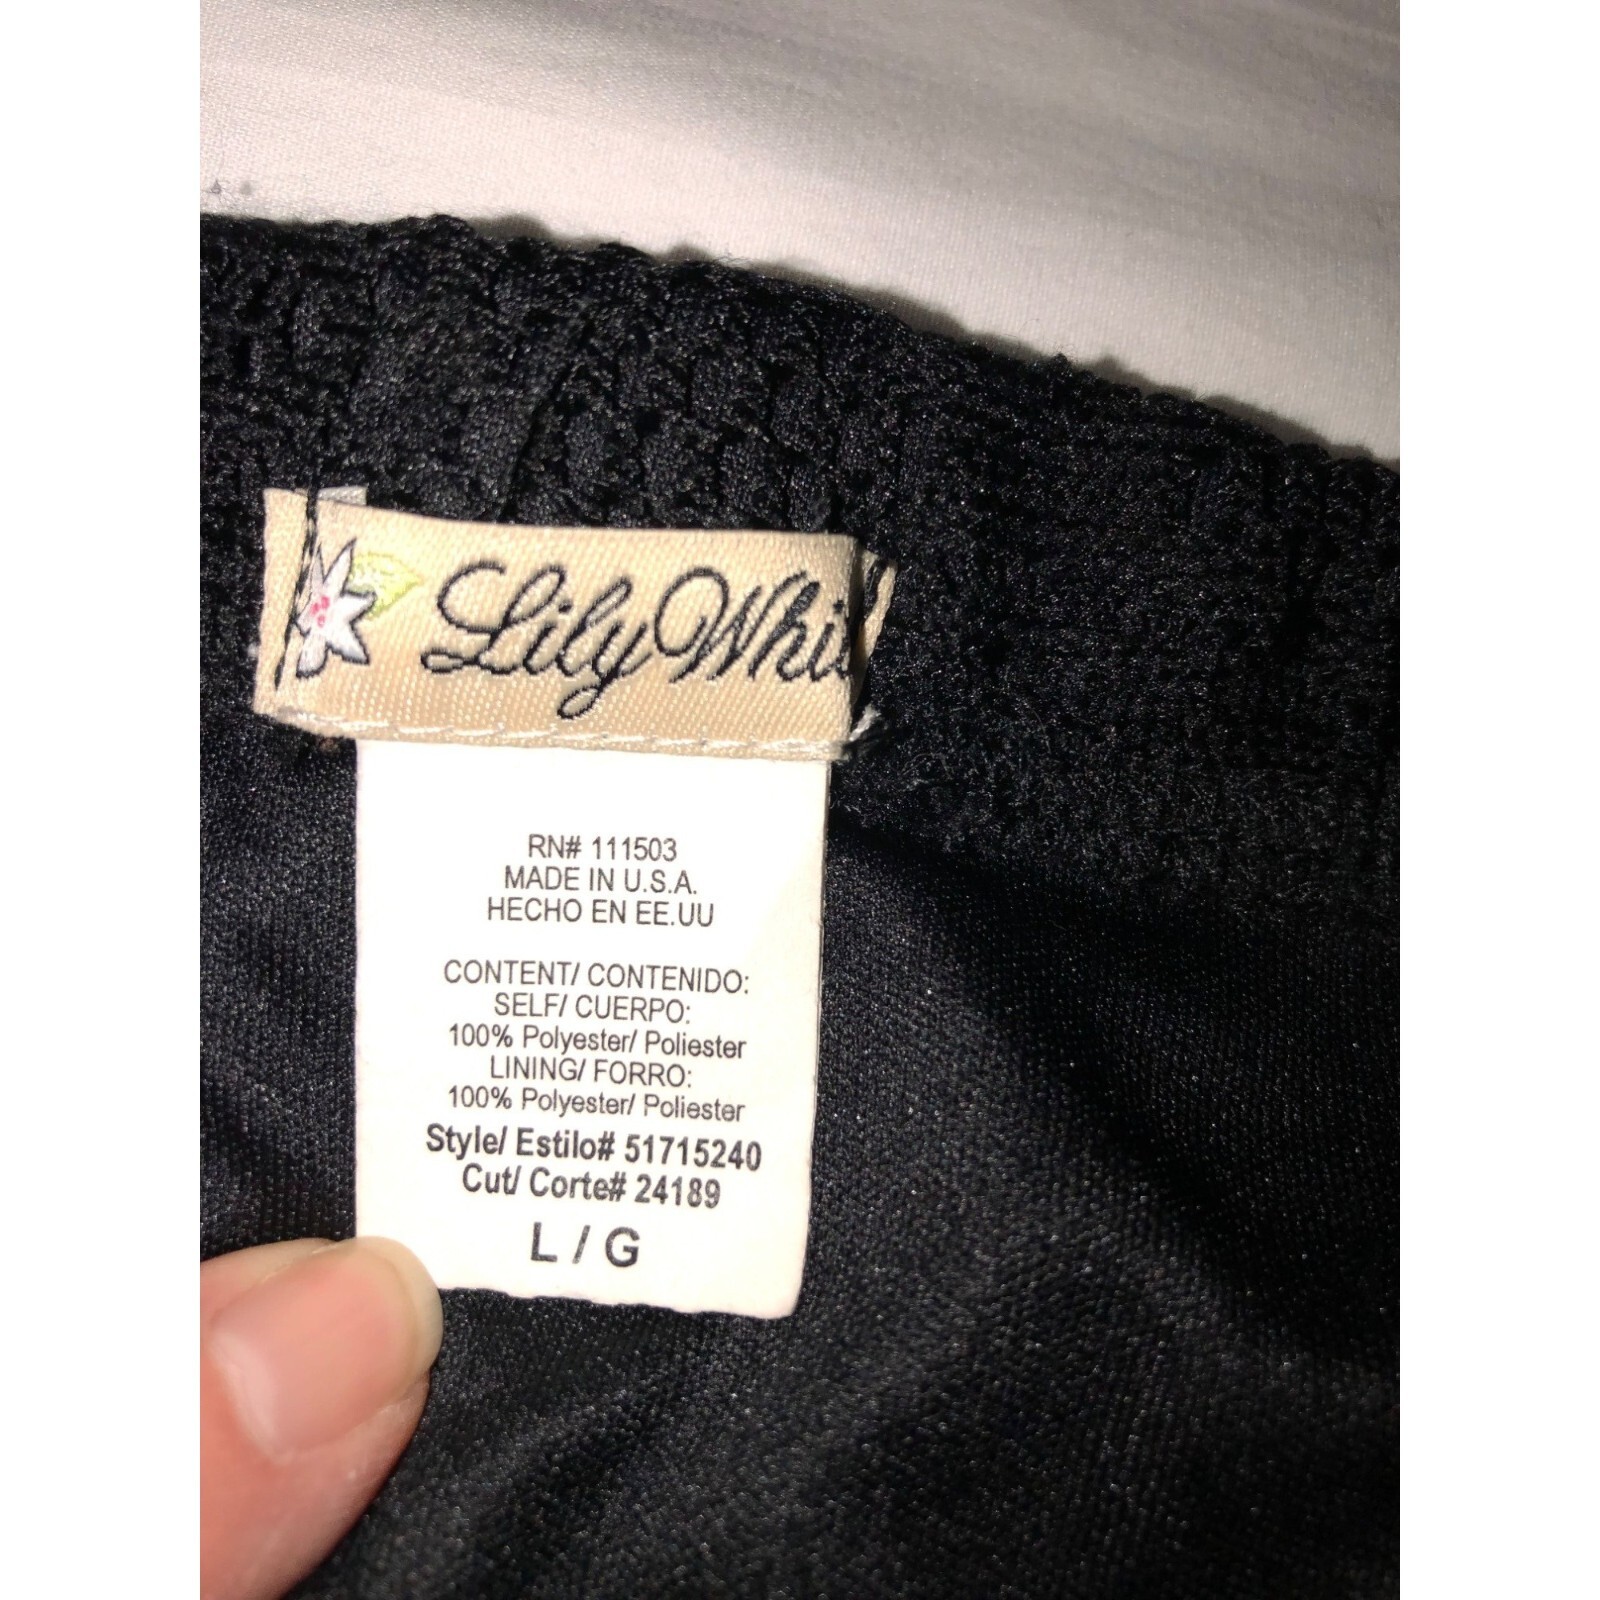 Lily Whit
RN# 111503
MADE IN U.S.A.
HECHO EN EE.UU
CONTENT/ CONTENIDO:
SELF/ CUERPO:
100% Polyester/ Poliester
LINING/ FORRO:
100% Polyester/ Poliester
Style/ Estilo# 51715240
Cut/ Corte# 24189
L / G